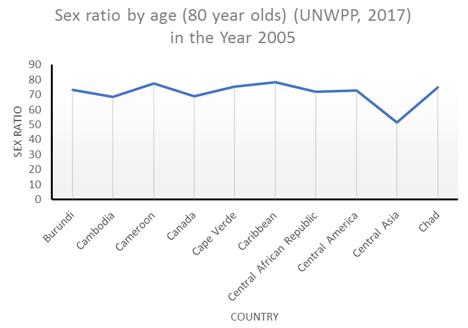 Sex ratio by age (80 year olds) (UNWPP, 2017)
in the Year 2005
SEX RATIO
90
80
70
60
50
40
30
20
10
0
Burundi
Cambodia
Cameroon
Canada
Cape Verde
Caribbean
Central African Republic
Central America
Central Asia
Chad
COUNTRY